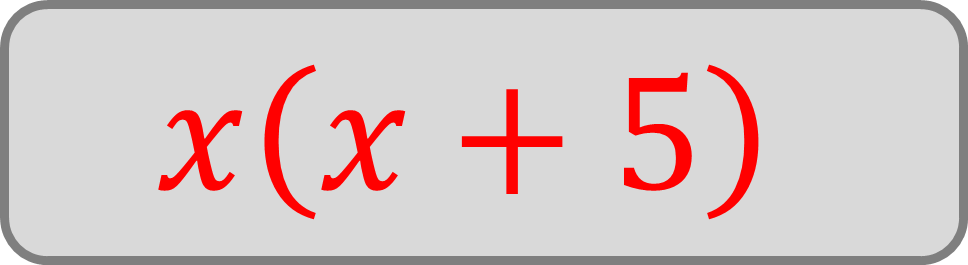 x(x + 5)